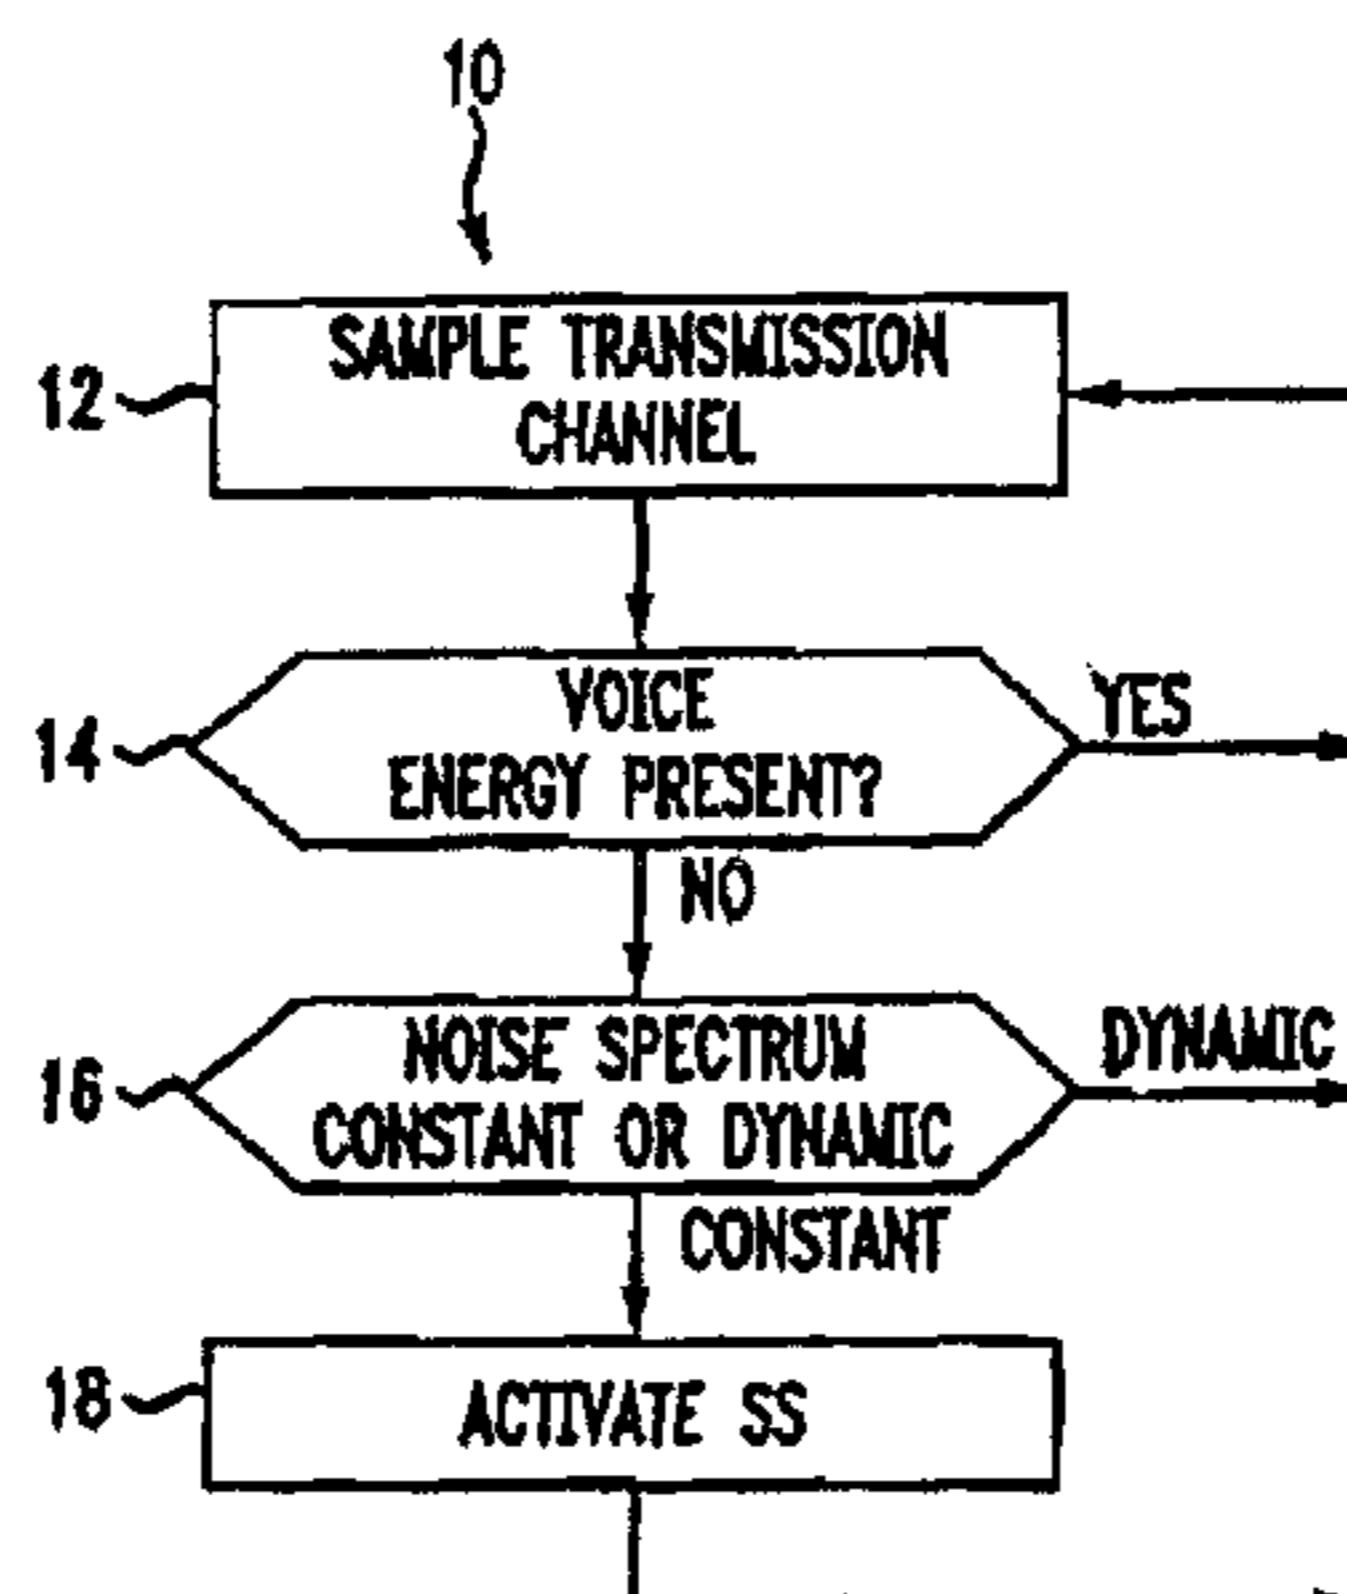 10
SAMPLE TRANSMISSION
CHANNEL
12
VOICE
ENERGY PRESENT?
14
YES
NO
NOISE SPECTRUM
CONSTANT OR DYNAMIC
16
DYNAMIC
CONSTANT
ACTIVATE SS
18